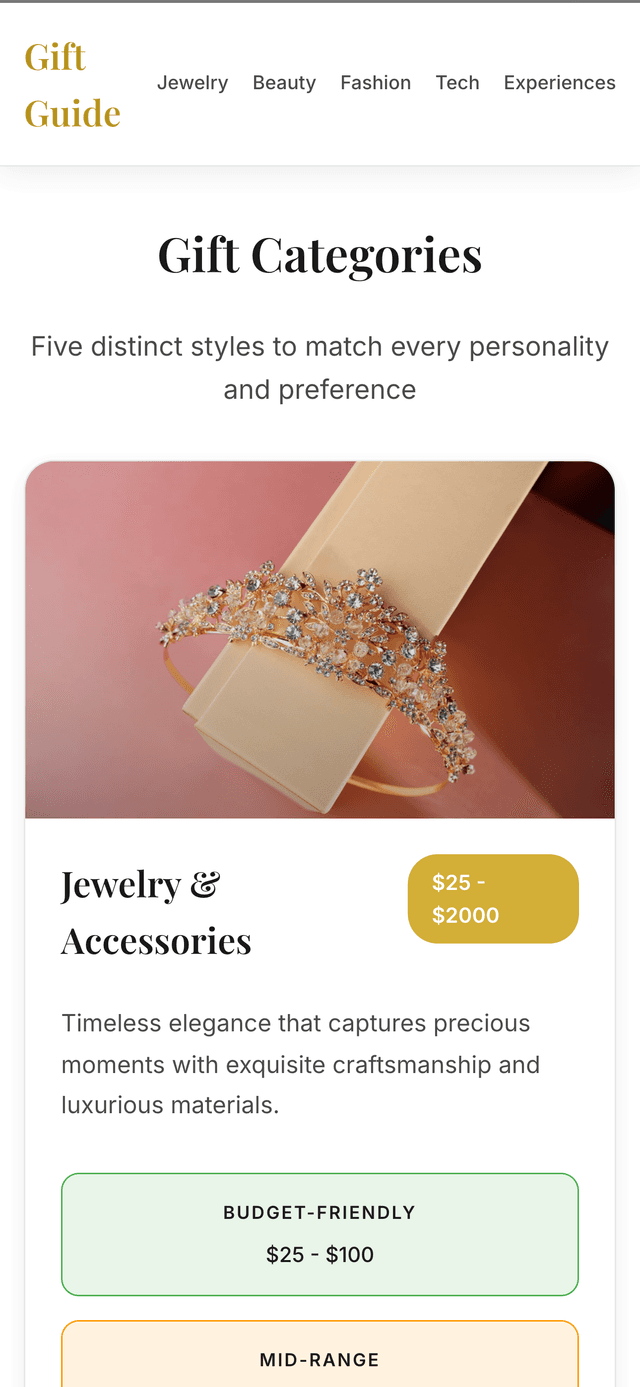 Gift
Guide
Jewelry Beauty Fashion Tech Experiences
Gift Categories
Five distinct styles to match every personality
and preference
Jewelry &
Accessories
$25 -
$2000
Timeless elegance that captures precious
moments with exquisite craftsmanship and
luxurious materials.
BUDGET-FRIENDLY
$25 - $100
MID-RANGE